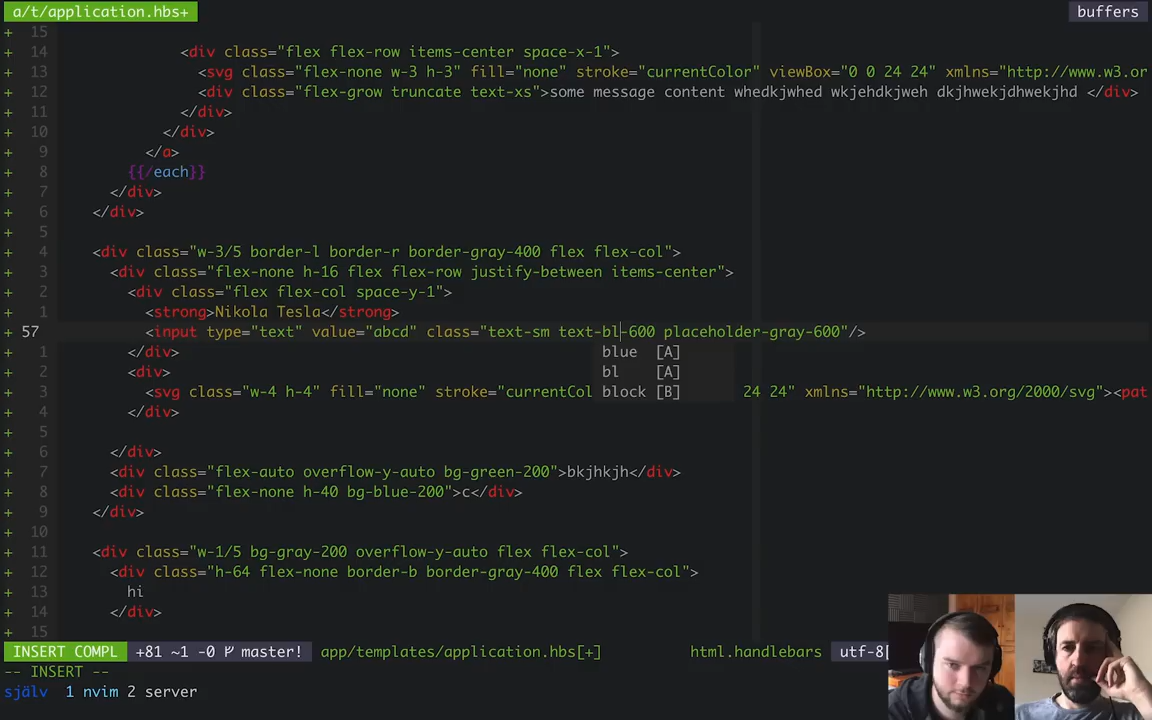 a/t/application.hbs+ buffers
+ 15
+ 14 <div class="flex flex-row items-center space-x-1">
+ 13 <svg class="flex-none w-3 h-3" fill="none" stroke="currentColor" viewBox="0 0 24 24" xmlns="http://www.w3.or
+ 12 <div class="flex-grow truncate text-xs">some message content whedkjwhed wkjehdkjweh dkjhwekjdhwekjhd </div>
+ 11 </div>
+ 10 </div>
+ 9 </a>
+ 8 {{/each}}
+ 7 </div>
+ 6 </div>
+ 5
+ 4 <div class="w-3/5 border-l border-r border-gray-400 flex flex-col">
+ 3 <div class="flex-none h-16 flex flex-row justify-between items-center">
+ 2 <div class="flex flex-col space-y-1">
+ 1 <strong>Nikola Tesla</strong>
+ 57 <input type="text" value="abcd" class="text-sm text-bl-600 placeholder-gray-600"/>
+ 1 </div> blue [A]
+ 2 <div> bl [A]
+ 3 <svg class="w-4 h-4" fill="none" stroke="currentCol block [B] 24 24" xmlns="http://www.w3.org/2000/svg"><pat
+ 4 </div>
+ 5
+ 6 </div>
+ 7 <div class="flex-auto overflow-y-auto bg-green-200">bkjhkjh</div>
+ 8 <div class="flex-none h-40 bg-blue-200">c</div>
+ 9 </div>
+ 10
+ 11 <div class="w-1/5 bg-gray-200 overflow-y-auto flex flex-col">
+ 12 <div class="h-64 flex-none border-b border-gray-400 flex flex-col">
+ 13 hi
+ 14 </div>
+ 15
INSERT COMPL +81 ~1 -0 master! app/templates/application.hbs[+] html.handlebars utf-8[
-- INSERT --
själv 1 nvim 2 server